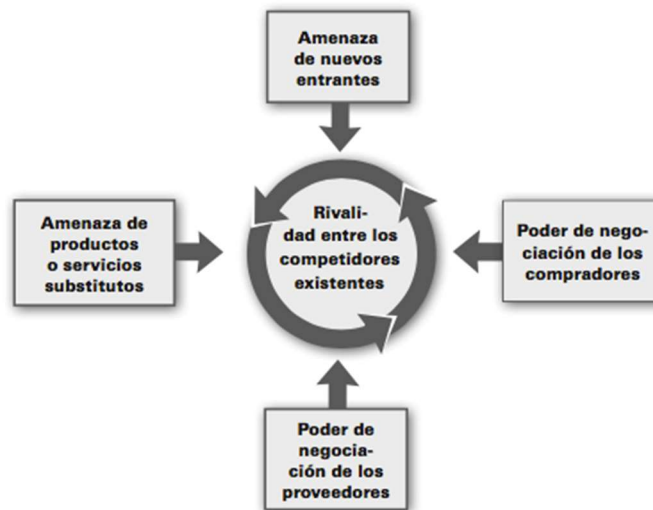 Amenaza
de nuevos
entrantes
Amenaza de
productos
o servicios
substitutos
Rivali-
dad entre los
competidores
existentes
Poder de nego-
ciación de los
compradores
Poder de
negocia-
ción de los
proveedores